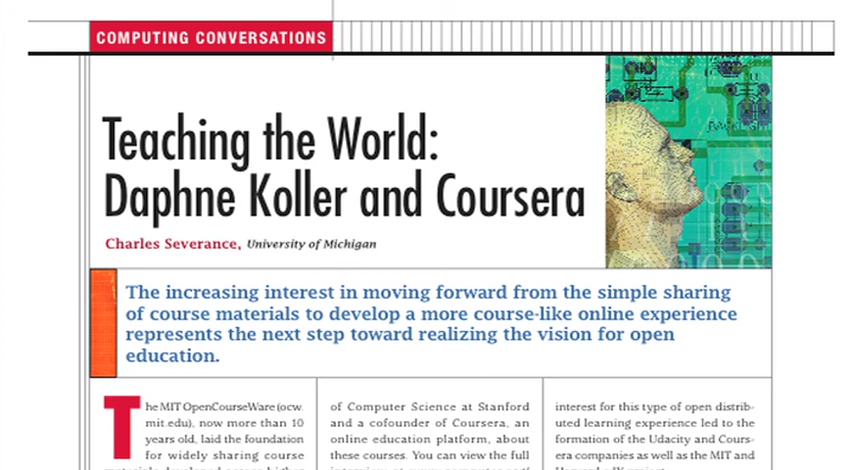 COMPUTING CONVERSATIONS
Teaching the World:
Daphne Koller and Coursera
Charles Severance, University of Michigan
The increasing interest in moving forward from the simple sharing
of course materials to develop a more course-like online experience
represents the next step toward realizing the vision for open
education.
The MIT OpenCourseWare (ocw.
mit.edu), now more than 10
years old, laid the foundation
for widely sharing course
of Computer Science at Stanford
and a cofounder of Coursera, an
online education platform, about
these courses. You can view the full
interest for this type of open distrib-
uted learning experience led to the
formation of the Udacity and Cours-
era companies as well as the MIT and